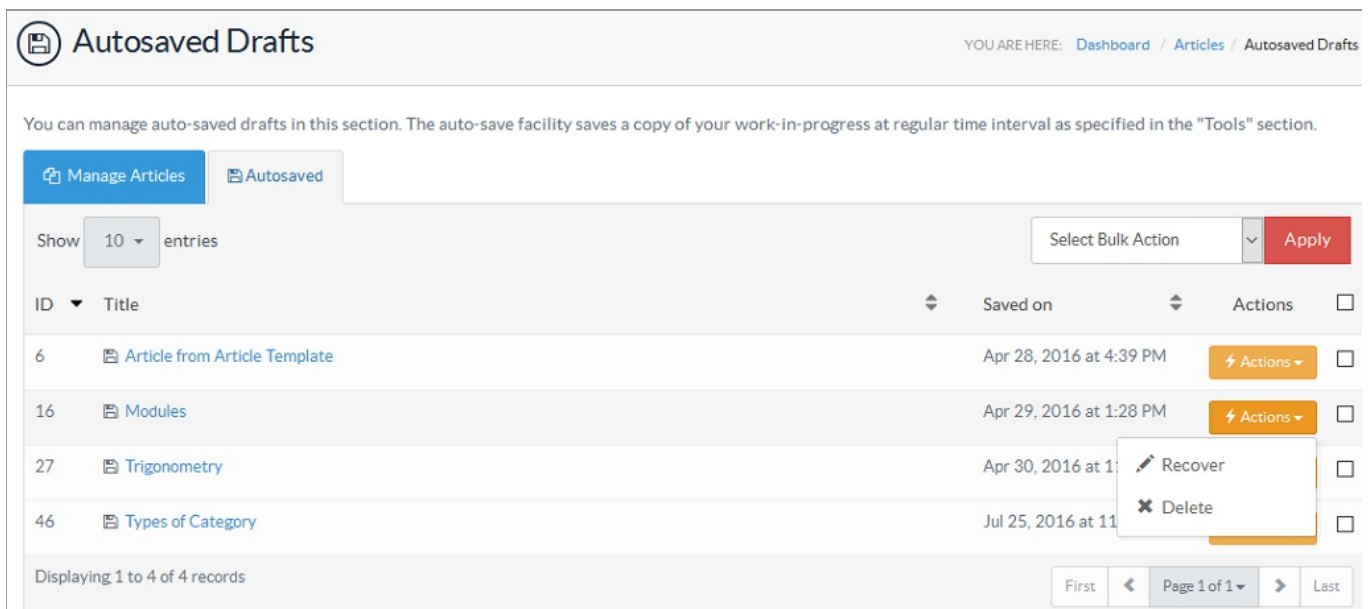 Autosaved Drafts
YOU ARE HERE: Dashboard / Articles / Autosaved Drafts
You can manage auto-saved drafts in this section. The auto-save facility saves a copy of your work-in-progress at regular time interval as specified in the "Tools" section.
Manage Articles Autosaved
Show 10 entries Select Bulk Action Apply
ID Title Saved on Actions
6 Article from Article Template Apr 28, 2016 at 4:39 PM Actions
16 Modules Apr 29, 2016 at 1:28 PM Actions
27 Trigonometry Apr 30, 2016 at Recover
46 Types of Category Jul 25, 2016 at 11 Delete
Displaying 1 to 4 of 4 records First Page 1 of 1 Last